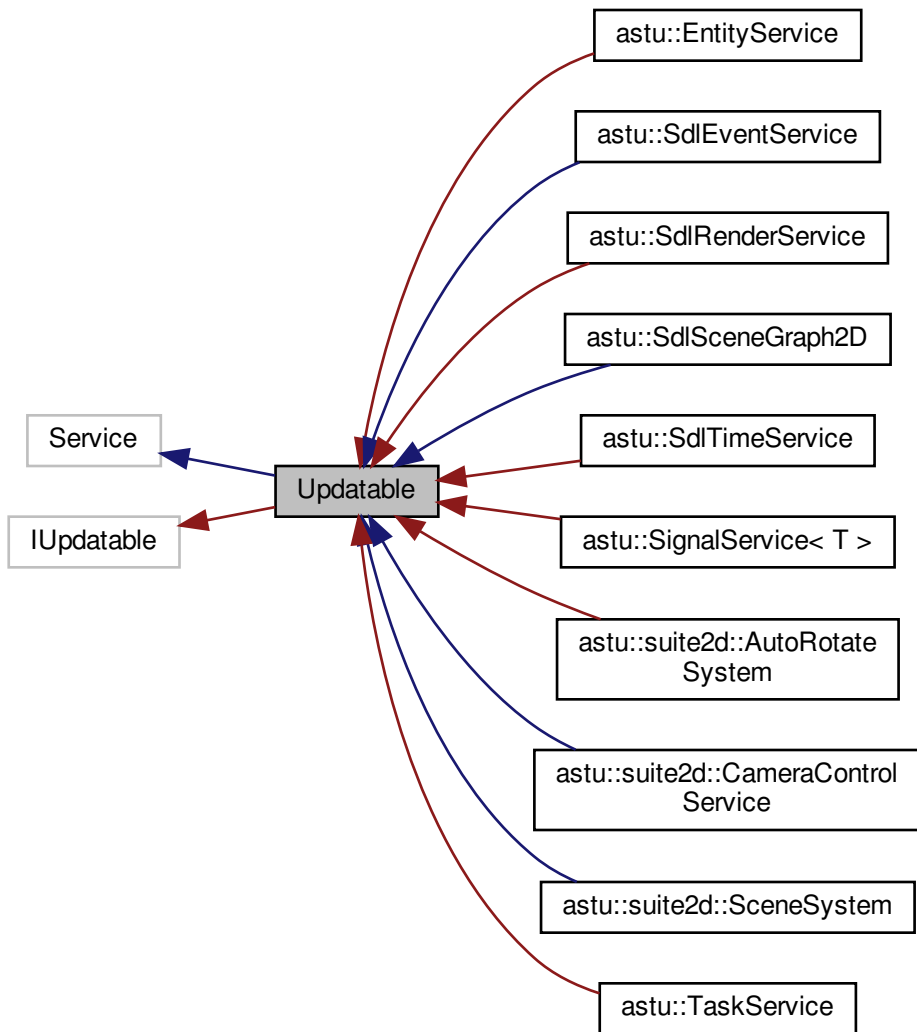 astu::EntityService
astu::SdlEventService
astu::SdlRenderService
astu::SdlSceneGraph2D
Service
astu::SdlTimeService
Updatable
IUpdatable
astu::SignalService< T >
astu::suite2d::AutoRotate
System
astu::suite2d::CameraControl
Service
astu::suite2d::SceneSystem
astu::TaskService